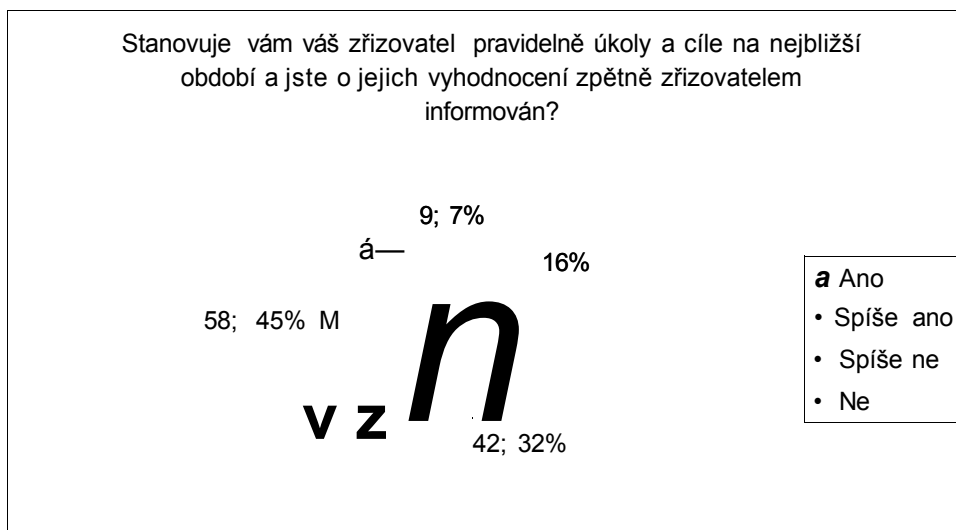 Stanovuje vám váš zřizovatel pravidelně úkoly a cíle na nejbližší
období a jste o jejich vyhodnocení zpětně zřizovatelem
informován?
9; 7%
á—
16%
58; 45% M
n
v z
42; 32%
a Ano
• Spíše ano
• Spíše ne
• Ne